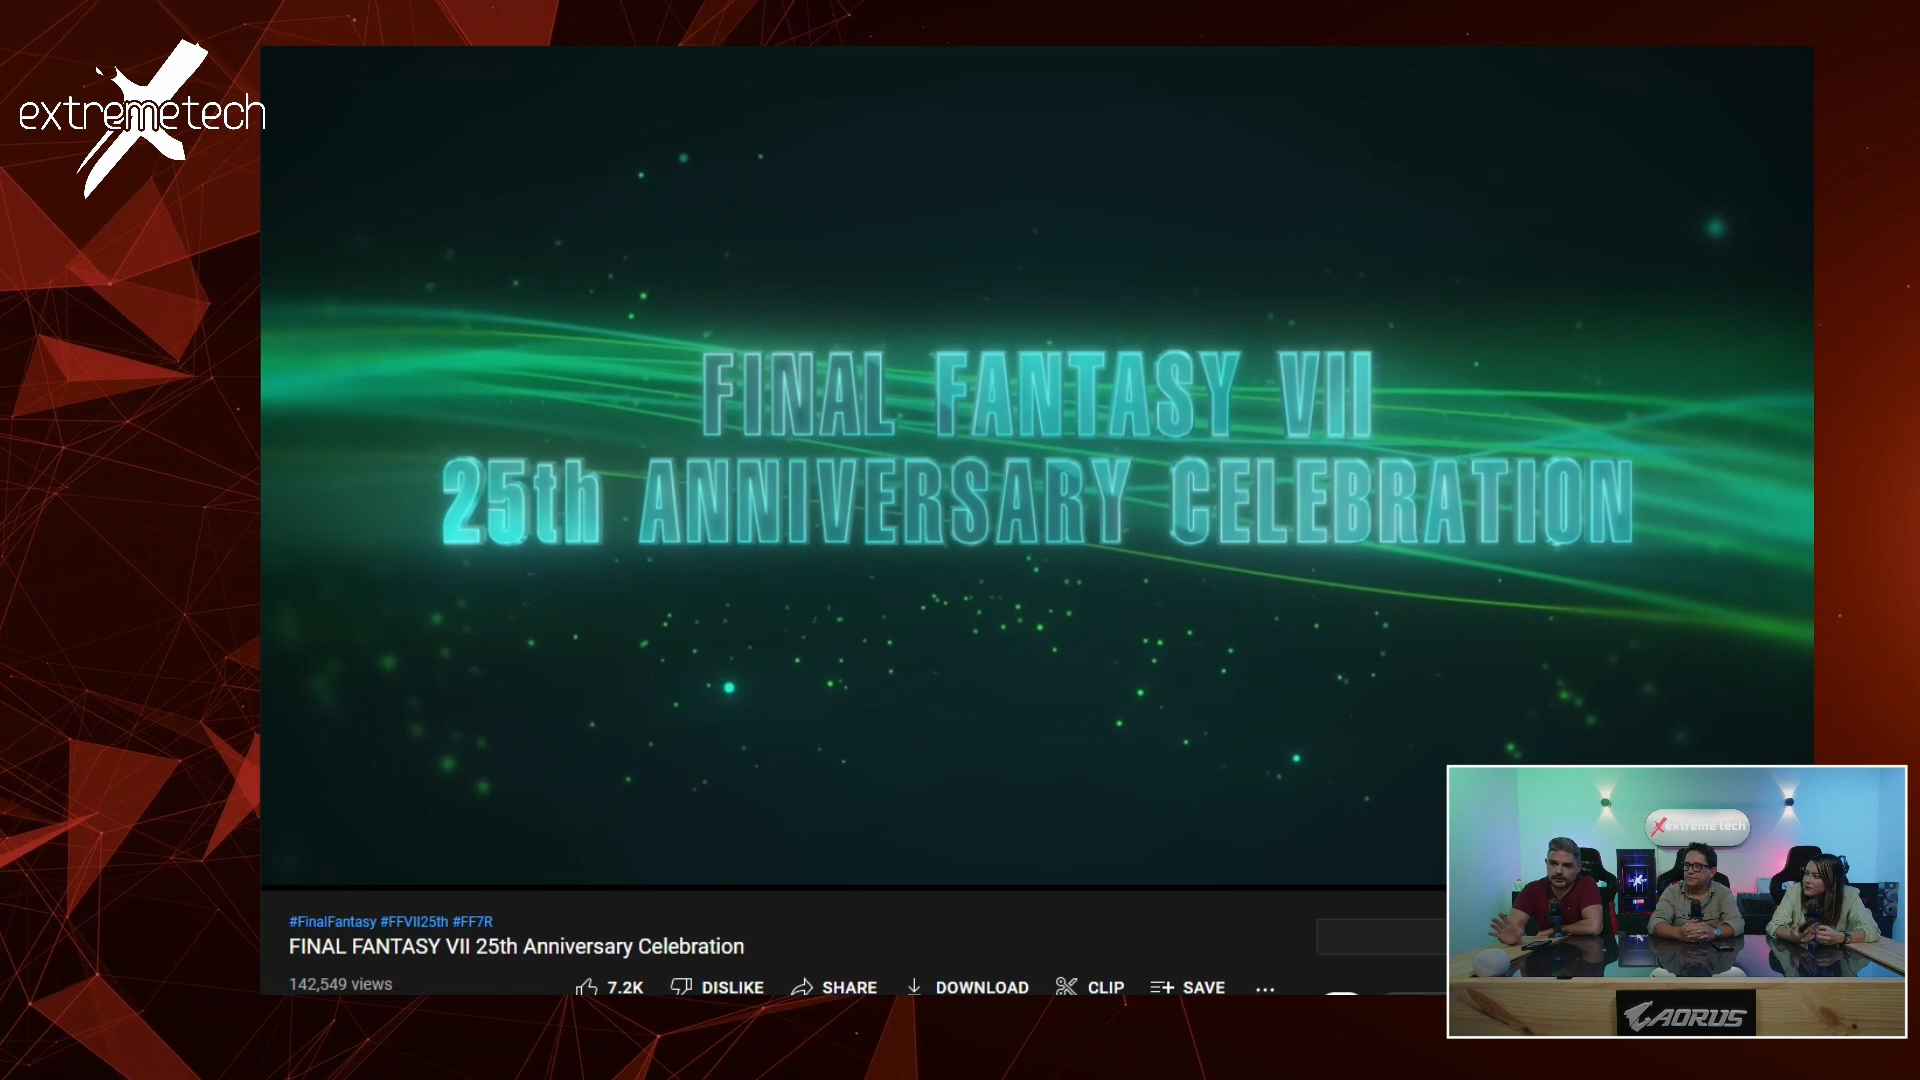 extremetech
FINAL FANTASY VII
25th ANNIVERSARY CELEBRATION
#FinalFantasy #FFVII25th #FF7R
FINAL FANTASY VII 25th Anniversary Celebration
142,549 views
7.2K
DISLIKE
SHARE
DOWNLOAD
CLIP
SAVE
extreme tech
AORUS